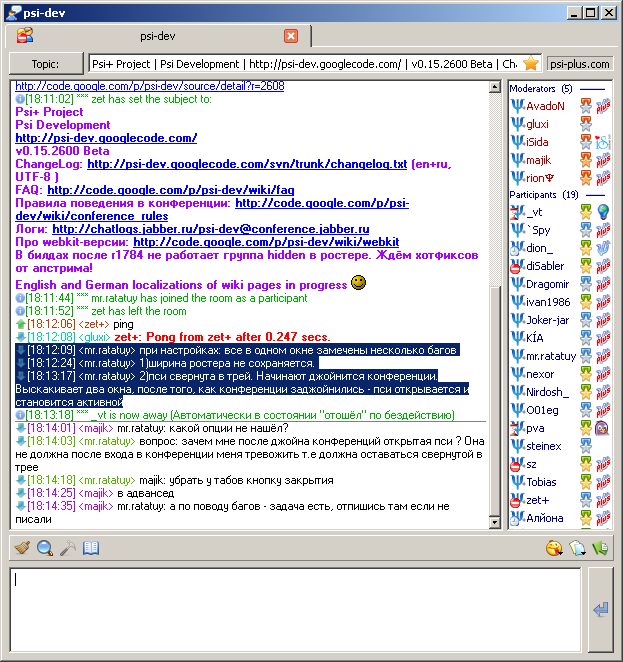 psi-dev
psi-dev
Topic:
Psi+ Project | Psi Development | http://psi-dev.googlecode.com/ | v0.15.2600 Beta | Cha
psi-plus.com
http://code.google.com/p/psi-dev/source/detail?r=2608
[18:11:02] *** zet has set the subject to:
Psi+ Project
Psi Development
http://psi-dev.googlecode.com/
v0.15.2600 Beta
ChangeLog: http://psi-dev.googlecode.com/svn/trunk/changelog.txt (en+ru,
UTF-8 )
FAQ: http://code.google.com/p/psi-dev/wiki/faq
Правила поведения в конференции: http://code.google.com/p/psi-
dev/wiki/conference_rules
Логи: http://chatlogs.jabber.ru/psi-dev@conference.jabber.ru
Про webkit-версии: http://code.google.com/p/psi-dev/wiki/webkit
В билдах после r1784 не работает группа hidden в ростере. Ждём хотфиксов
от апстрима!
English and German localizations of wiki pages in progress
[18:11:44] *** mr.ratatuy has joined the room as a participant
[18:11:52] *** zet has left the room
[18:12:06] <zet+> ping
[18:12:08] <gluxi> zet+: Pong from zet+ after 0.247 secs.
[18:12:09] <mr.ratatuy> при настройках: все в одном окне замечены несколько багов
[18:12:24] <mr.ratatuy> 1)ширина ростера не сохраняется.
[18:13:17] <mr.ratatuy> 2)пси свернута в трей. Начинают джойнится конференции.
Выскакивает два окна, после того, как конференции заджойнились - пси открывается и
становится активной
[18:13:18] *** _vt is now away (Автоматически в состоянии "отошёл" по бездействию)
[18:14:01] <majik> mr.ratatuy: какой опции не нашёл?
[18:14:03] <mr.ratatuy> вопрос: зачем мне после джойна конференций открытая пси ? Она
не должна после входа в конференции меня тревожить т.е должна оставаться свернутой в
трее
[18:14:18] <mr.ratatuy> majik: убрать у табов кнопку закрытия
[18:14:25] <majik> в адвансед
[18:14:35] <majik> mr.ratatuy: а по поводу багов - задача есть, отпишись там если не
писали
Moderators (5)
AvadoN
gluxi
iSida
majik
rionΨ
Participants (19)
_vt
`Spy
dion_
diSabler
Dragomir
ivan1986
Joker-jar
KÍA
mr.ratatuy
nexor
Nirdosh_
O01eg
pva
steinex
sz
Tobias
zet+
Алйона